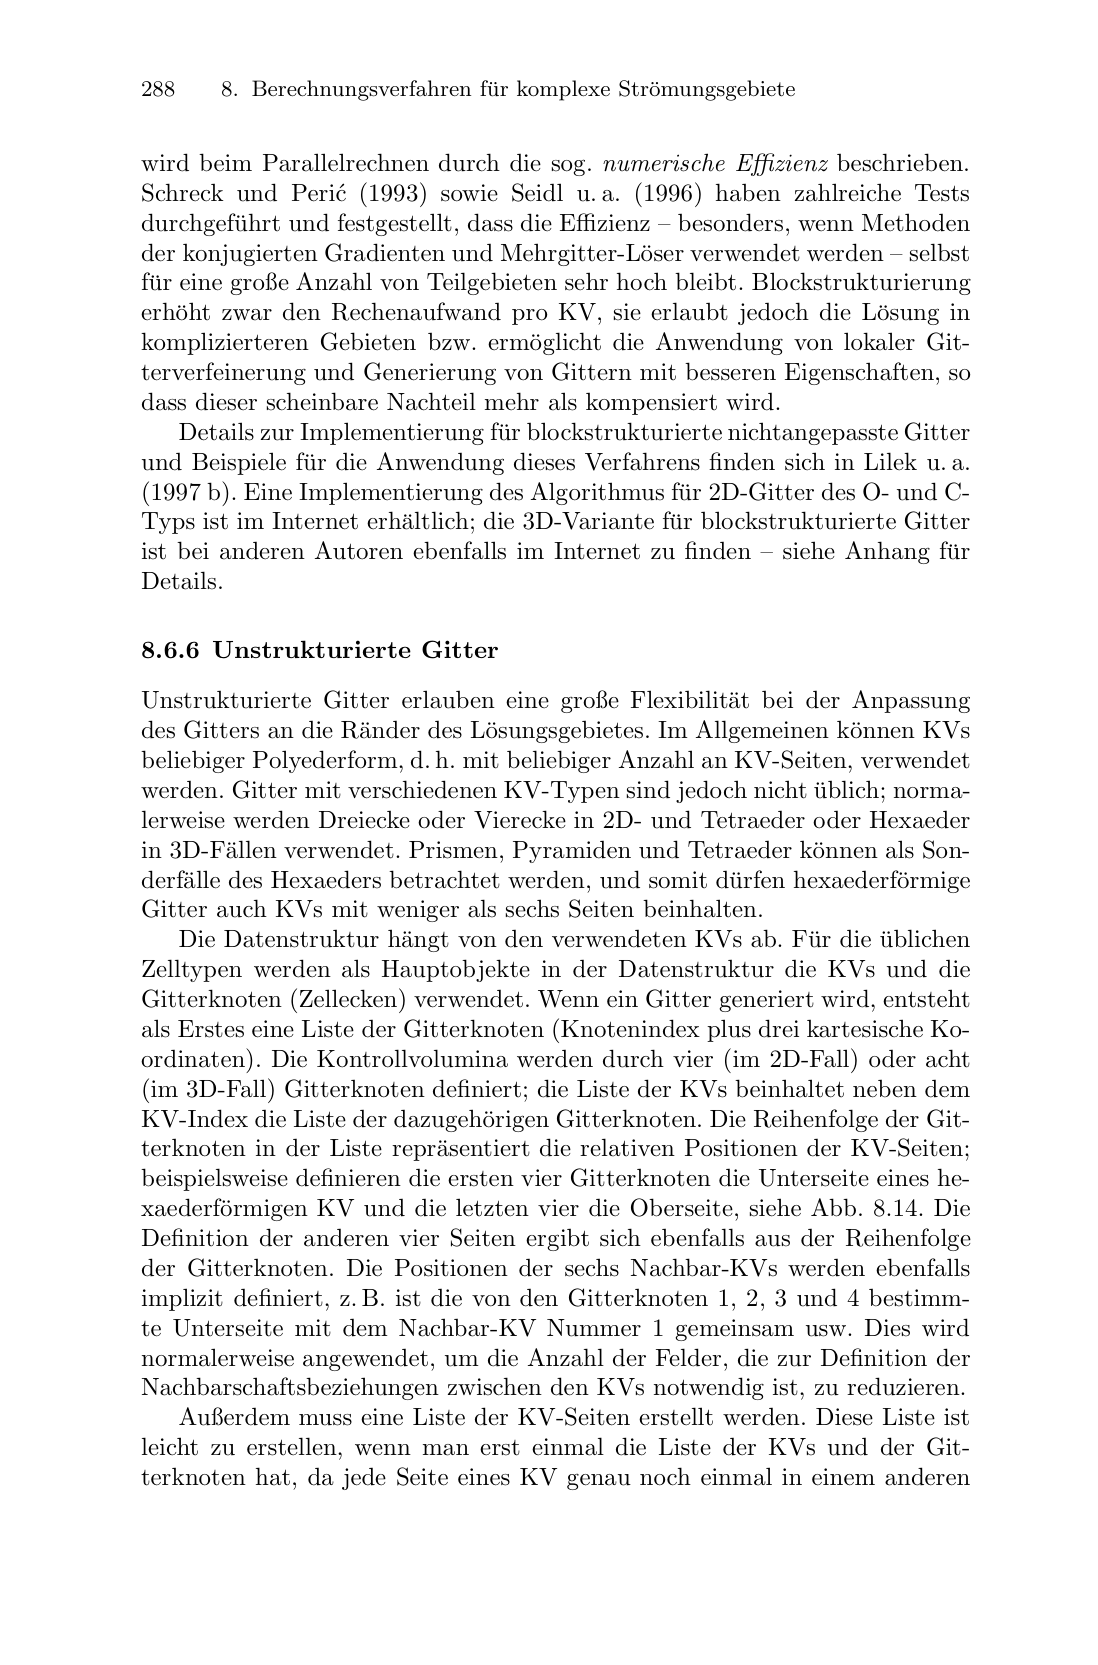 288 8. Berechnungsverfahren für komplexe Strömungsgebiete
wird beim Parallelrechnen durch die sog. numerische Effizienz beschrieben.
Schreck und Perić (1993) sowie Seidl u. a. (1996) haben zahlreiche Tests
durchgeführt und festgestellt, dass die Effizienz – besonders, wenn Methoden
der konjugierten Gradienten und Mehrgitter-Löser verwendet werden – selbst
für eine große Anzahl von Teilgebieten sehr hoch bleibt. Blockstrukturierung
erhöht zwar den Rechenaufwand pro KV, sie erlaubt jedoch die Lösung in
komplizierteren Gebieten bzw. ermöglicht die Anwendung von lokaler Git-
terverfeinerung und Generierung von Gittern mit besseren Eigenschaften, so
dass dieser scheinbare Nachteil mehr als kompensiert wird.
Details zur Implementierung für blockstrukturierte nichtangepasste Gitter
und Beispiele für die Anwendung dieses Verfahrens finden sich in Lilek u. a.
(1997 b). Eine Implementierung des Algorithmus für 2D-Gitter des O- und C-
Typs ist im Internet erhältlich; die 3D-Variante für blockstrukturierte Gitter
ist bei anderen Autoren ebenfalls im Internet zu finden – siehe Anhang für
Details.
8.6.6 Unstrukturierte Gitter
Unstrukturierte Gitter erlauben eine große Flexibilität bei der Anpassung
des Gitters an die Ränder des Lösungsgebietes. Im Allgemeinen können KVs
beliebiger Polyederform, d. h. mit beliebiger Anzahl an KV-Seiten, verwendet
werden. Gitter mit verschiedenen KV-Typen sind jedoch nicht üblich; norma-
lerweise werden Dreiecke oder Vierecke in 2D- und Tetraeder oder Hexaeder
in 3D-Fällen verwendet. Prismen, Pyramiden und Tetraeder können als Son-
derfälle des Hexaeders betrachtet werden, und somit dürfen hexaederförmige
Gitter auch KVs mit weniger als sechs Seiten beinhalten.
Die Datenstruktur hängt von den verwendeten KVs ab. Für die üblichen
Zelltypen werden als Hauptobjekte in der Datenstruktur die KVs und die
Gitterknoten (Zellecken) verwendet. Wenn ein Gitter generiert wird, entsteht
als Erstes eine Liste der Gitterknoten (Knotenindex plus drei kartesische Ko-
ordinaten). Die Kontrollvolumina werden durch vier (im 2D-Fall) oder acht
(im 3D-Fall) Gitterknoten definiert; die Liste der KVs beinhaltet neben dem
KV-Index die Liste der dazugehörigen Gitterknoten. Die Reihenfolge der Git-
terknoten in der Liste repräsentiert die relativen Positionen der KV-Seiten;
beispielsweise definieren die ersten vier Gitterknoten die Unterseite eines he-
xaederförmigen KV und die letzten vier die Oberseite, siehe Abb. 8.14. Die
Definition der anderen vier Seiten ergibt sich ebenfalls aus der Reihenfolge
der Gitterknoten. Die Positionen der sechs Nachbar-KVs werden ebenfalls
implizit definiert, z. B. ist die von den Gitterknoten 1, 2, 3 und 4 bestimm-
te Unterseite mit dem Nachbar-KV Nummer 1 gemeinsam usw. Dies wird
normalerweise angewendet, um die Anzahl der Felder, die zur Definition der
Nachbarschaftsbeziehungen zwischen den KVs notwendig ist, zu reduzieren.
Außerdem muss eine Liste der KV-Seiten erstellt werden. Diese Liste ist
leicht zu erstellen, wenn man erst einmal die Liste der KVs und der Git-
terknoten hat, da jede Seite eines KV genau noch einmal in einem anderen